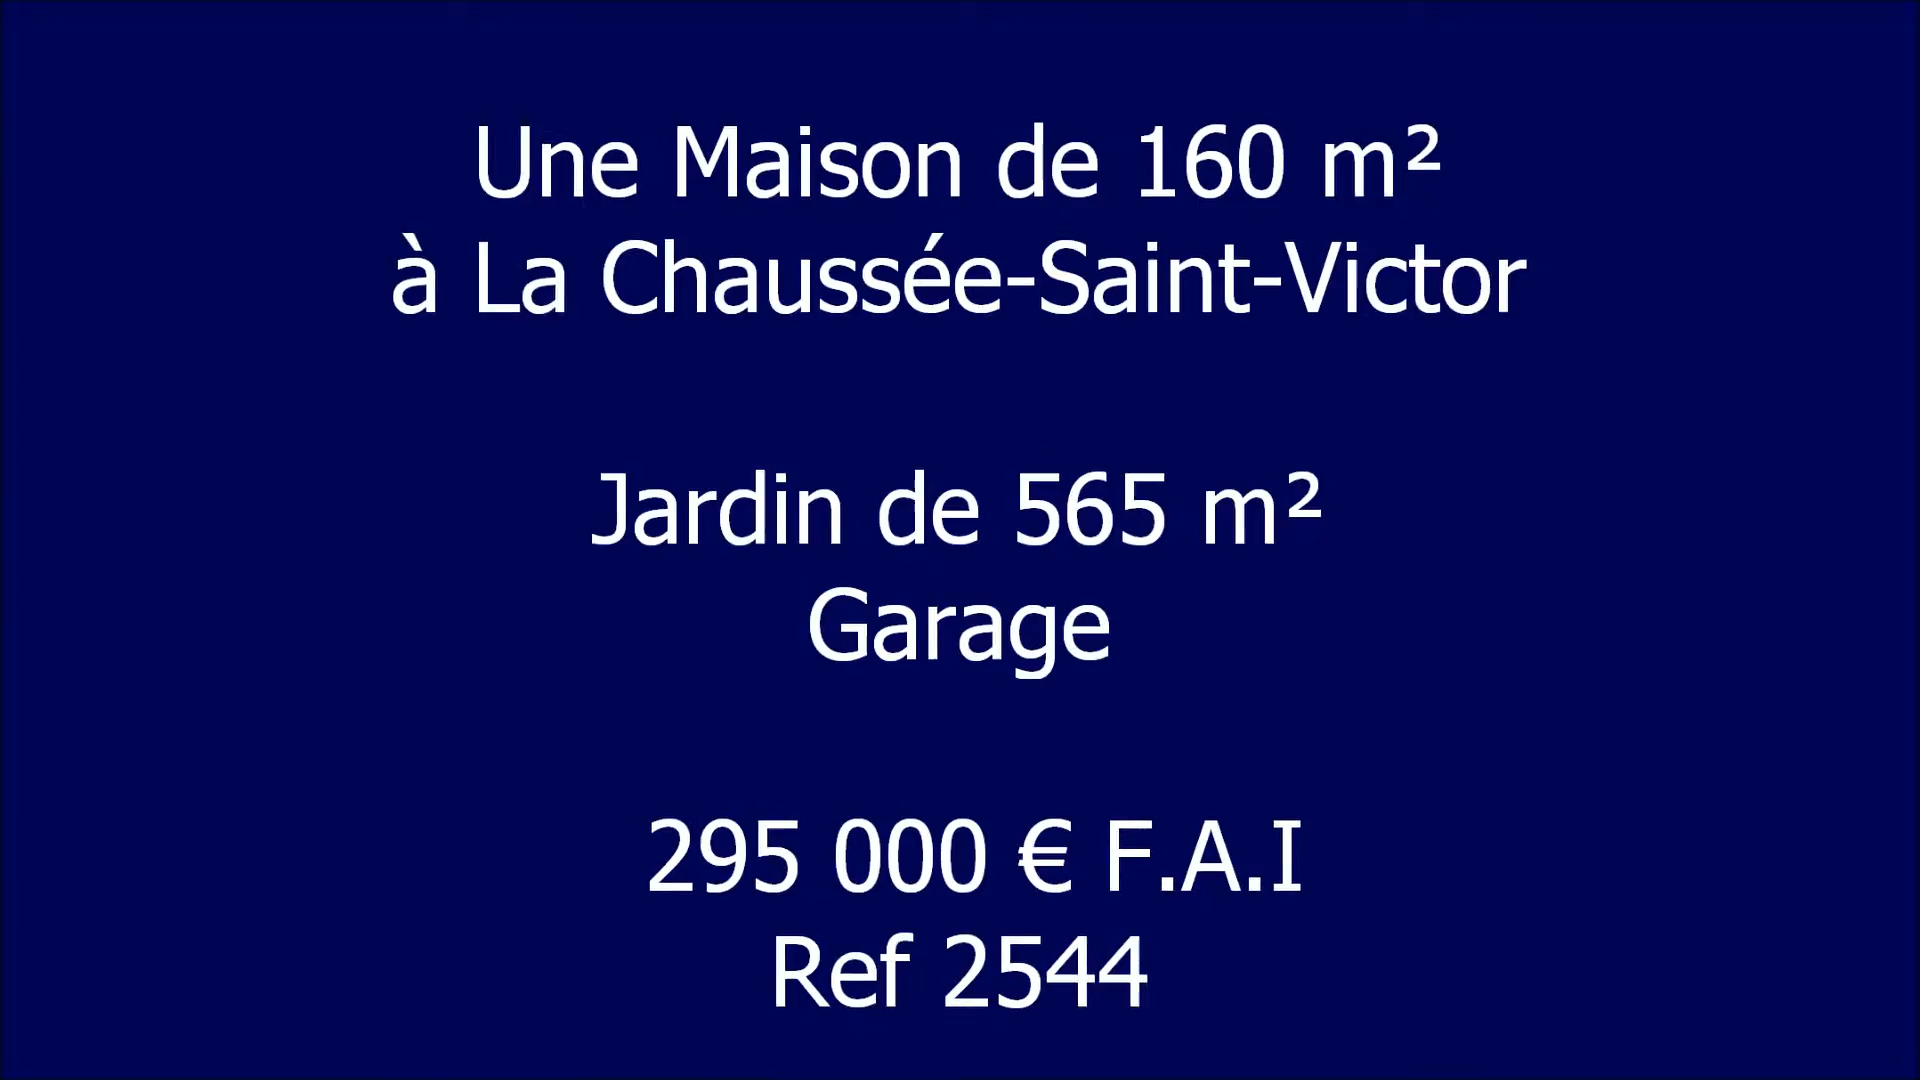 Une Maison de 160 m²
à La Chaussée-Saint-Victor
Jardin de 565 m²
Garage
295 000 € F.A.I
Ref 2544